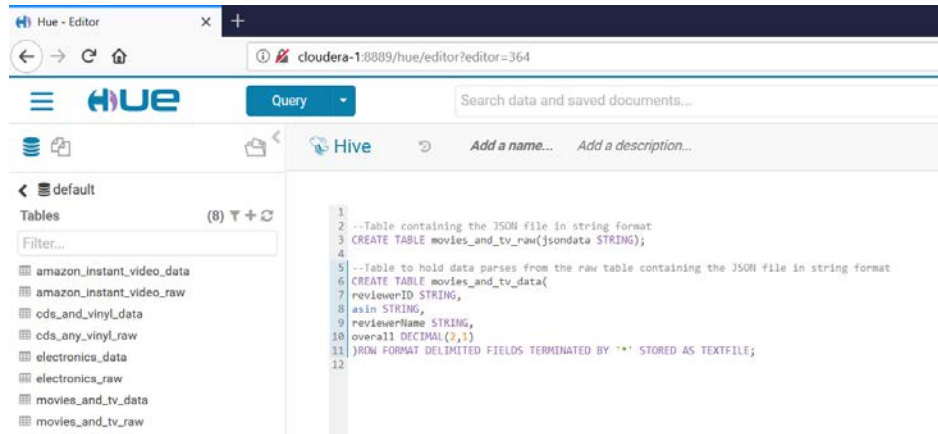 Hue - Editor
cloudera-1:8889/hue/editor?editor=364
HUE
Query
Search data and saved documents...
Hive
Add a name... Add a description...
default
Tables (8)
Filter...
amazon_instant_video_data
amazon_instant_video_raw
cds_and_vinyl_data
cds_any_vinyl_raw
electronics_data
electronics_raw
movies_and_tv_data
movies_and_tv_raw
1
2 --Table containing the JSON file in string format
3 CREATE TABLE movies_and_tv_raw(jsondata STRING);
4
5 --Table to hold data parses from the raw table containing the JSON file in string format
6 CREATE TABLE movies_and_tv_data(
7 reviewerID STRING,
8 asin STRING,
9 reviewerName STRING,
10 overall DECIMAL(2,1)
11 )ROW FORMAT DELIMITED FIELDS TERMINATED BY '*' STORED AS TEXTFILE;
12